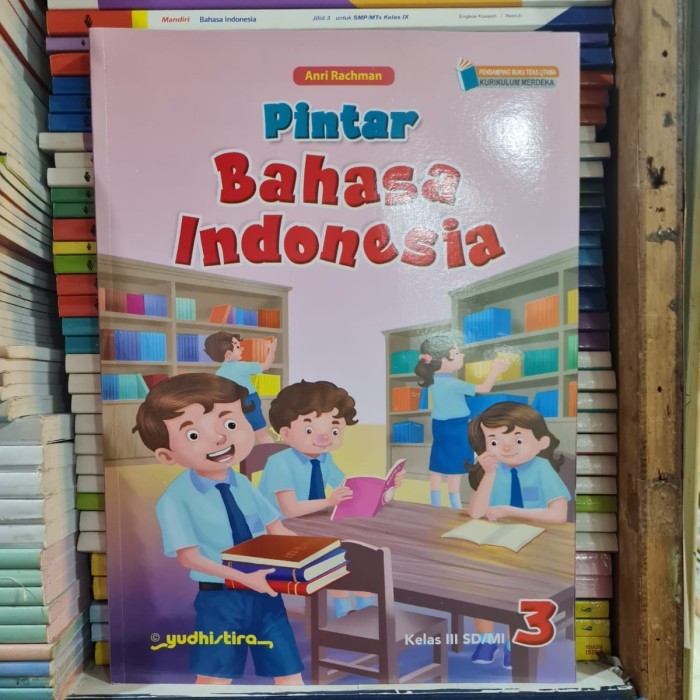 Mandiri Bahasa Indonesia Jilid 3 untuk SMP/MTs Kelas IX
Anri Rachman
PENDAMPING BUKU TEKS UTAMA
KURIKULUM MERDEKA
Pintar
Bahasa
Indonesia
© yudhistira
Kelas III SD/MI 3